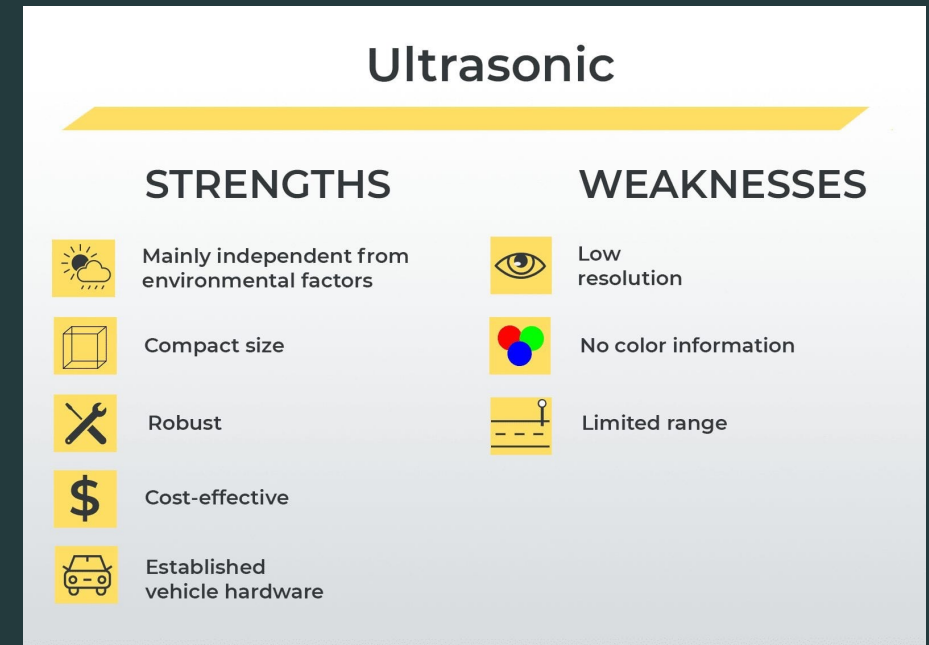 Ultrasonic
STRENGTHS
Mainly independent from
environmental factors
Compact size
Robust
$
Cost-effective
Established
vehicle hardware
WEAKNESSES
Low
resolution
No color information
Limited range